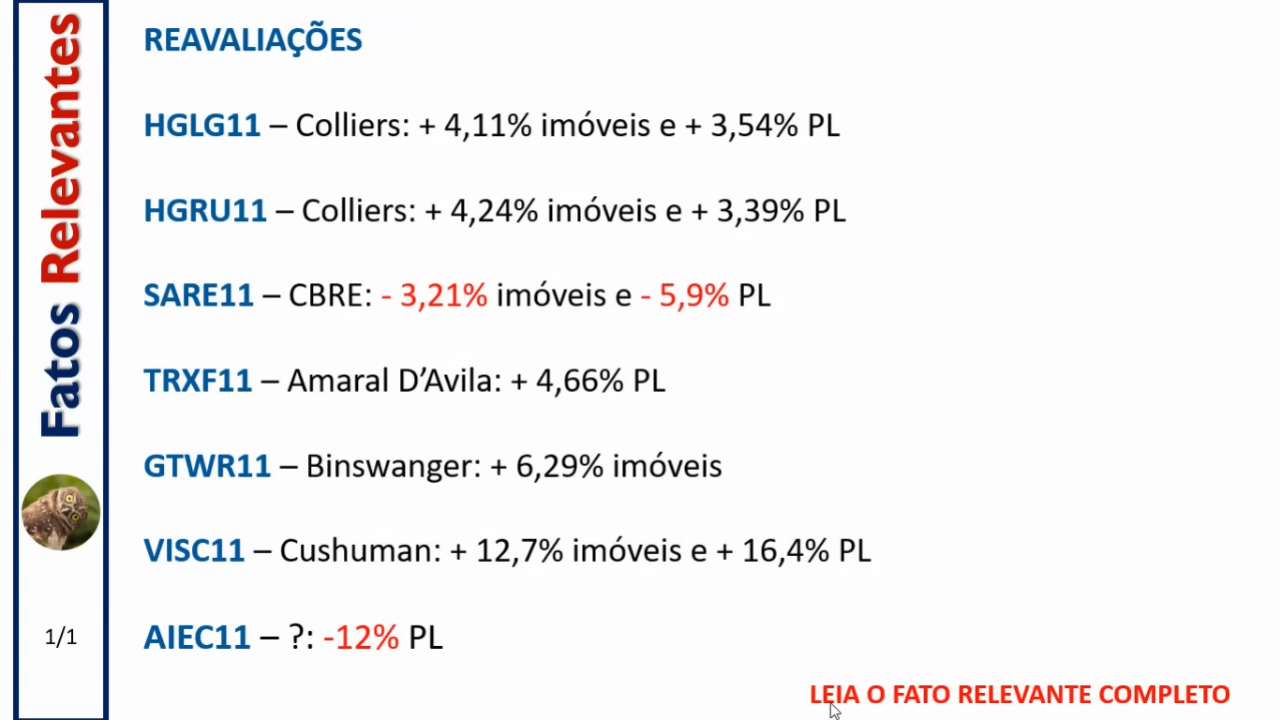 Fatos Relevantes
REAVALIAÇÕES
HGLG11 – Colliers: + 4,11% imóveis e + 3,54% PL
HGRU11 – Colliers: + 4,24% imóveis e + 3,39% PL
SARE11 – CBRE: - 3,21% imóveis e - 5,9% PL
TRXF11 – Amaral D’Avila: + 4,66% PL
GTWR11 – Binswanger: + 6,29% imóveis
VISC11 – Cushuman: + 12,7% imóveis e + 16,4% PL
AIEC11 – ?: -12% PL
1/1
LEIA O FATO RELEVANTE COMPLETO